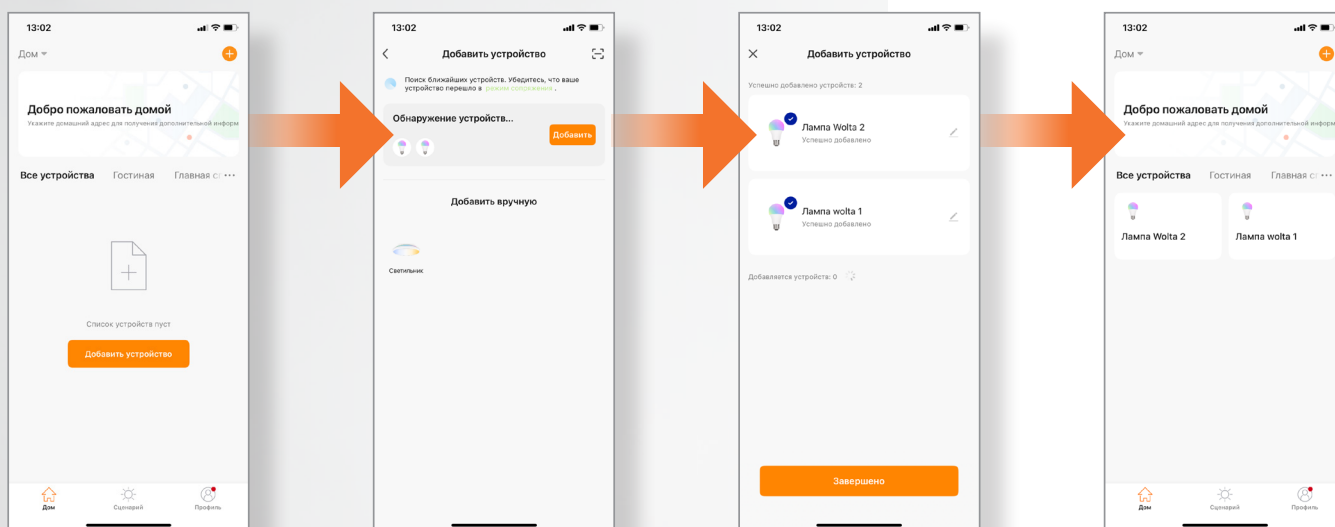 13:02
Дом
Добро пожаловать домой
Укажите домашний адрес для получения дополнительной информ
Все устройства Гостиная Главная сп ...
Список устройств пуст
Добавить устройство
Дом Сценарий Профиль
13:02
Добавить устройство
Поиск ближайших устройств. Убедитесь, что ваше
устройство перешло в режим сопряжения .
Обнаружение устройств...
Добавить
Добавить вручную
Светильник
13:02
Добавить устройство
Успешно добавлено устройств: 2
Лампа Wolta 2
Успешно добавлено
Лампа wolta 1
Успешно добавлено
Добавляется устройств: 0
Завершено
13:02
Дом
Добро пожаловать домой
Укажите домашний адрес для получения дополнительной информ
Все устройства Гостиная Главная сп ...
Лампа Wolta 2 Лампа wolta 1
Дом Сценарий Профиль